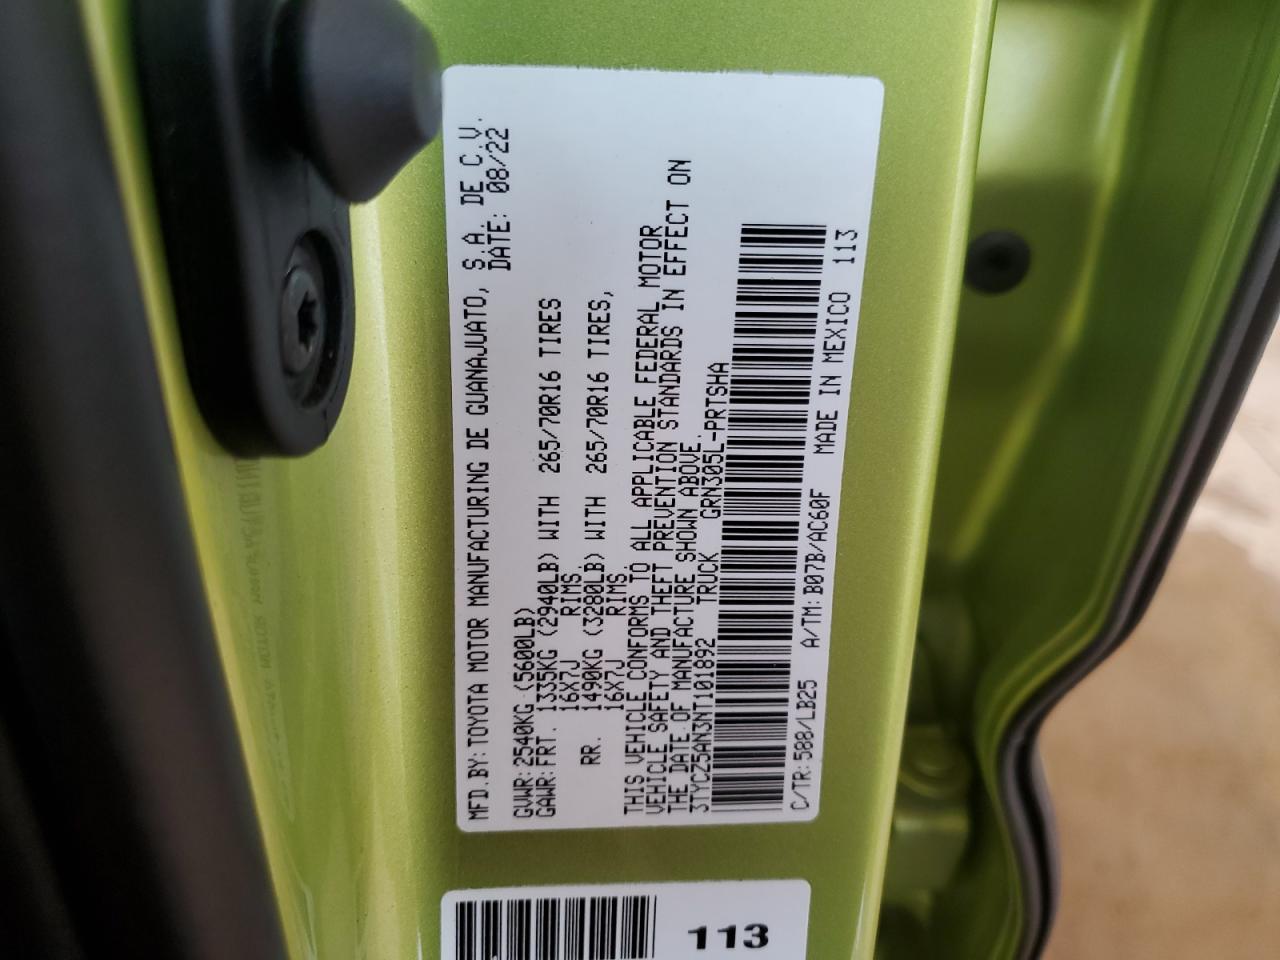 MFD.BY: TOYOTA MOTOR MANUFACTURING DE GUANAJUATO, S.A. DE C.V.
DATE: 08/22
GVWR: 2540KG (5600LB)
GAWR: FRT. 1335KG (2940LB) WITH 265/70R16 TIRES
16X7J RIMS,
RR. 1490KG (3280LB) WITH 265/70R16 TIRES,
16X7J RIMS.
THIS VEHICLE CONFORMS TO ALL APPLICABLE FEDERAL MOTOR
VEHICLE SAFETY AND THEFT PREVENTION STANDARDS IN EFFECT ON
THE DATE OF MANUFACTURE SHOWN ABOVE.
3TYCZ5AN3NT101892 TRUCK GRN305L-PRTSHA
C/TR: 588/LB25 A/TM: B07B/AC60F MADE IN MEXICO 113
113